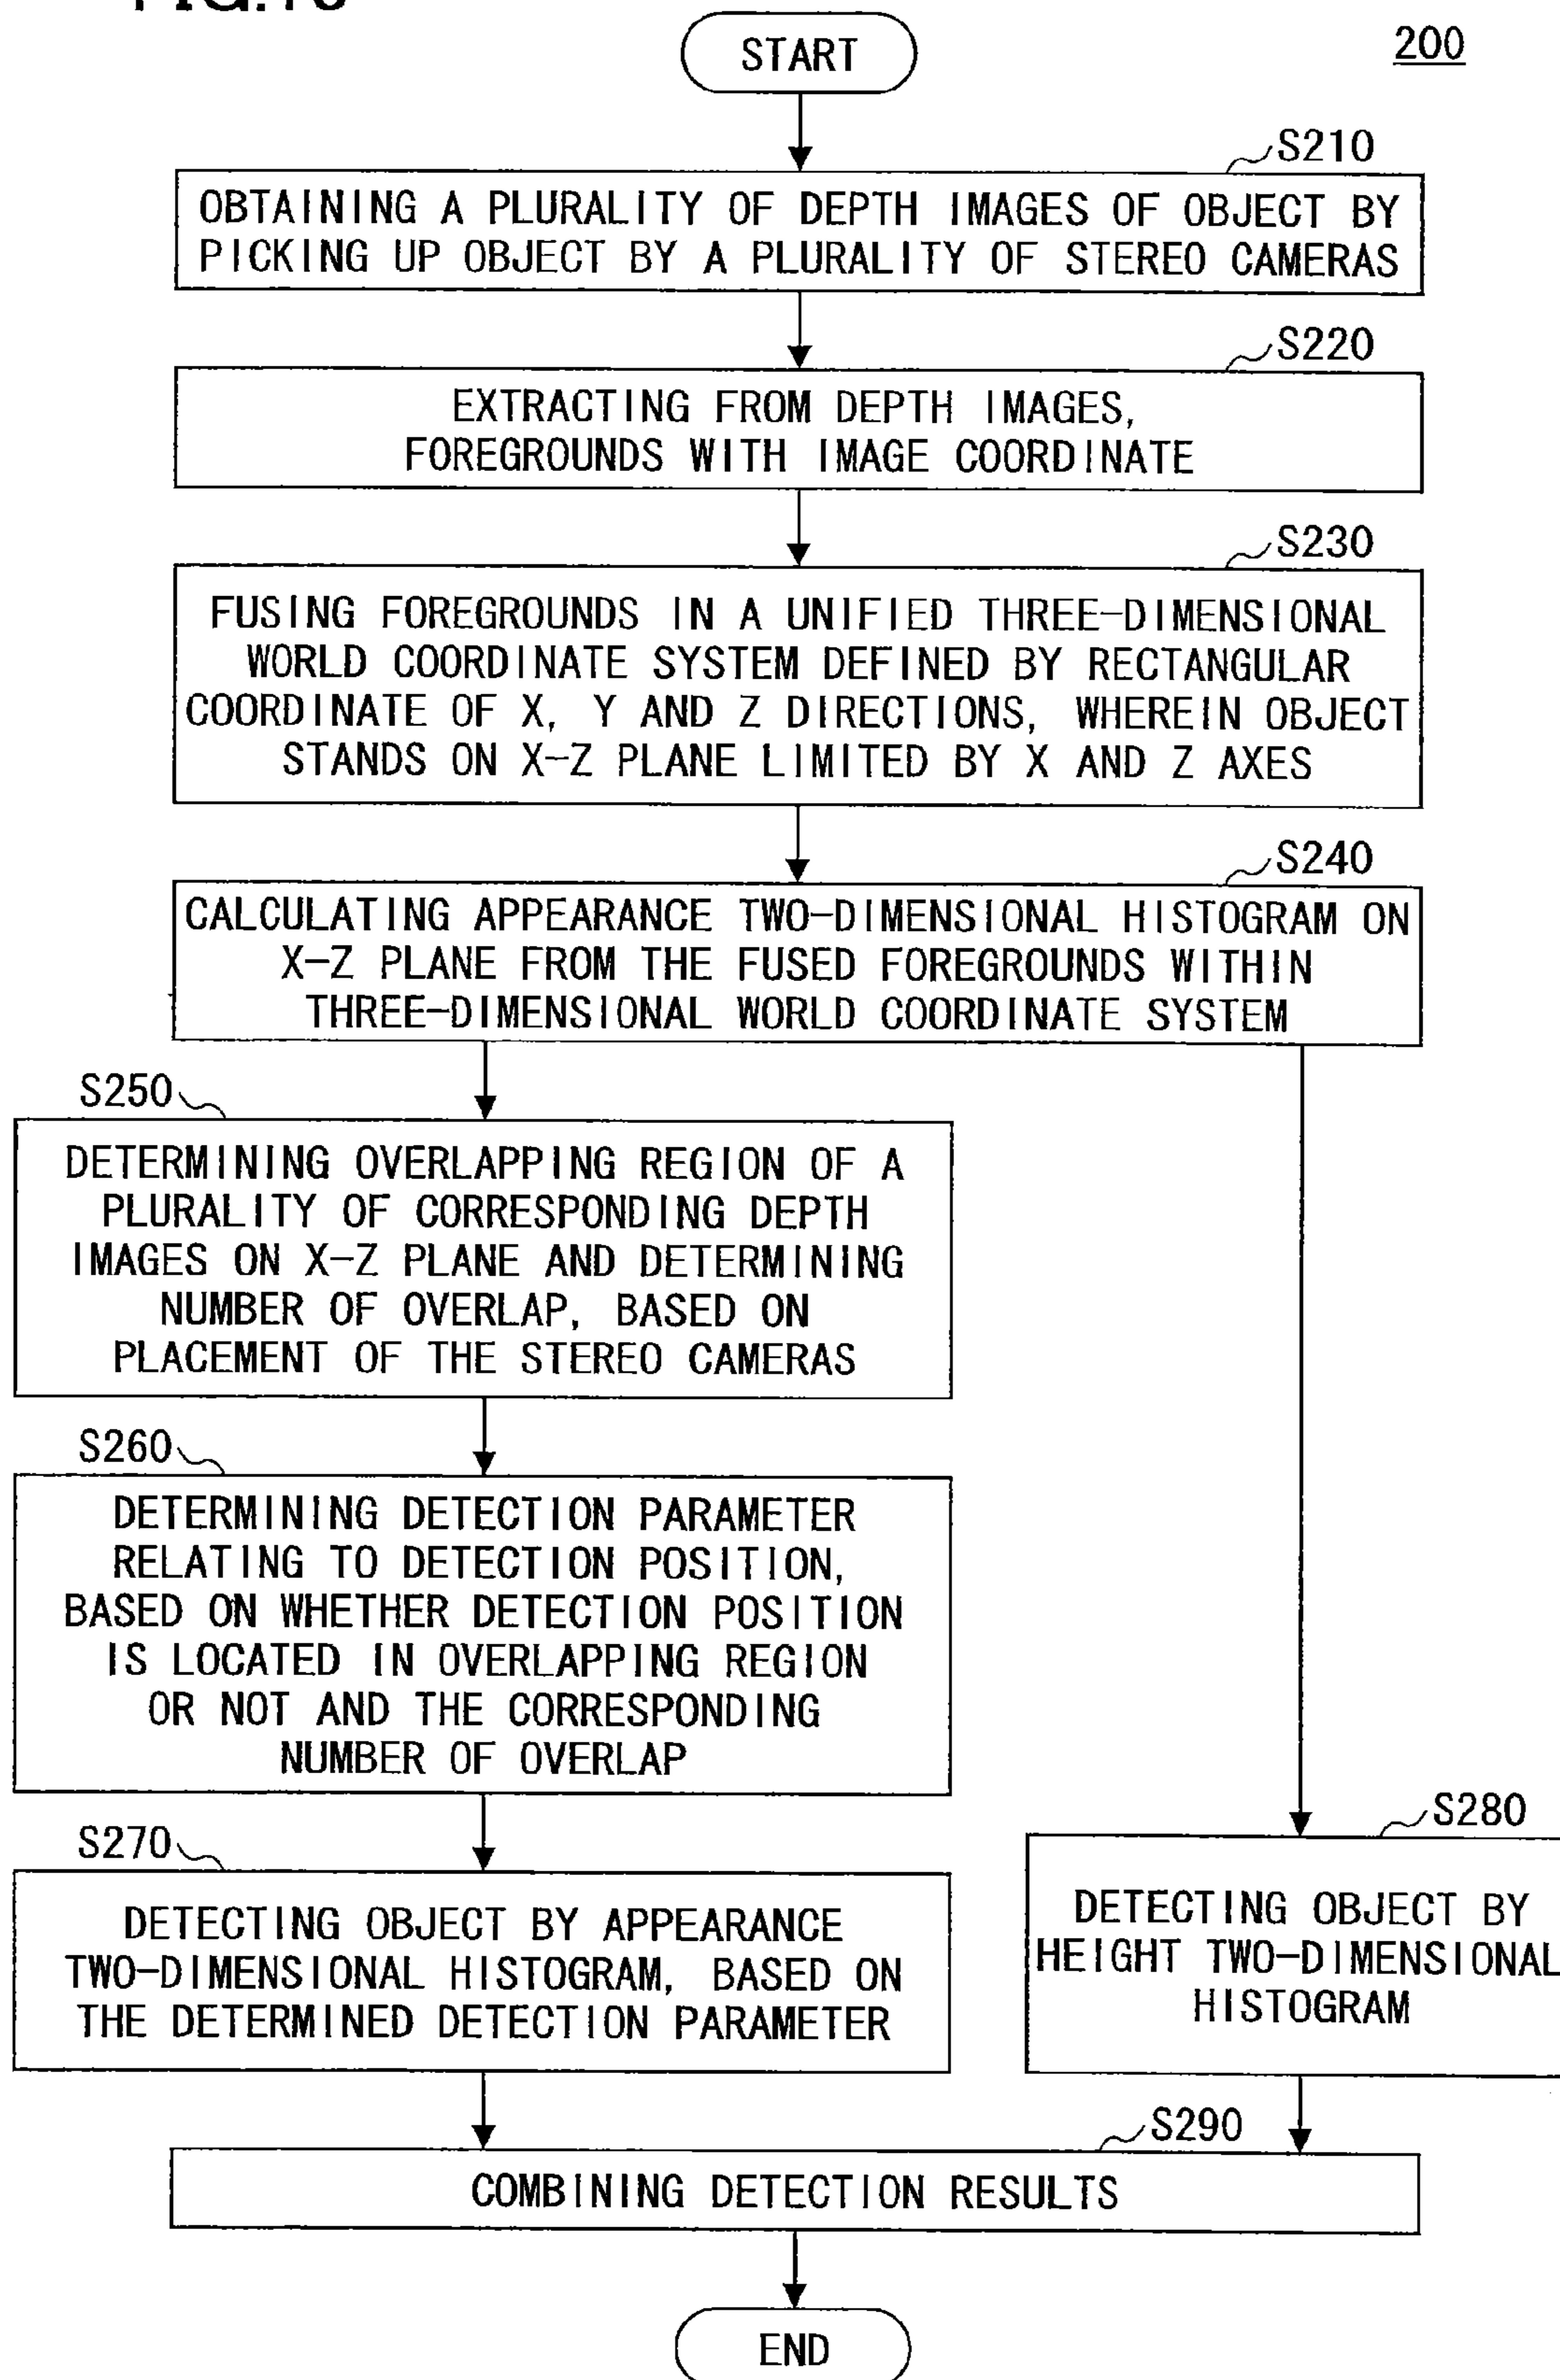 200
START
S210
OBTAINING A PLURALITY OF DEPTH IMAGES OF OBJECT BY
PICKING UP OBJECT BY A PLURALITY OF STEREO CAMERAS
S220
EXTRACTING FROM DEPTH IMAGES,
FOREGROUNDS WITH IMAGE COORDINATE
S230
FUSING FOREGROUNDS IN A UNIFIED THREE-DIMENSIONAL
WORLD COORDINATE SYSTEM DEFINED BY RECTANGULAR
COORDINATE OF X, Y AND Z DIRECTIONS, WHEREIN OBJECT
STANDS ON X-Z PLANE LIMITED BY X AND Z AXES
S240
CALCULATING APPEARANCE TWO-DIMENSIONAL HISTOGRAM ON
X-Z PLANE FROM THE FUSED FOREGROUNDS WITHIN
THREE-DIMENSIONAL WORLD COORDINATE SYSTEM
S250
DETERMINING OVERLAPPING REGION OF A
PLURALITY OF CORRESPONDING DEPTH
IMAGES ON X-Z PLANE AND DETERMINING
NUMBER OF OVERLAP, BASED ON
PLACEMENT OF THE STEREO CAMERAS
S260
DETERMINING DETECTION PARAMETER
RELATING TO DETECTION POSITION,
BASED ON WHETHER DETECTION POSITION
IS LOCATED IN OVERLAPPING REGION
OR NOT AND THE CORRESPONDING
NUMBER OF OVERLAP
S270
DETECTING OBJECT BY APPEARANCE
TWO-DIMENSIONAL HISTOGRAM, BASED ON
THE DETERMINED DETECTION PARAMETER
S280
DETECTING OBJECT BY
HEIGHT TWO-DIMENSIONAL
HISTOGRAM
S290
COMBINING DETECTION RESULTS
END